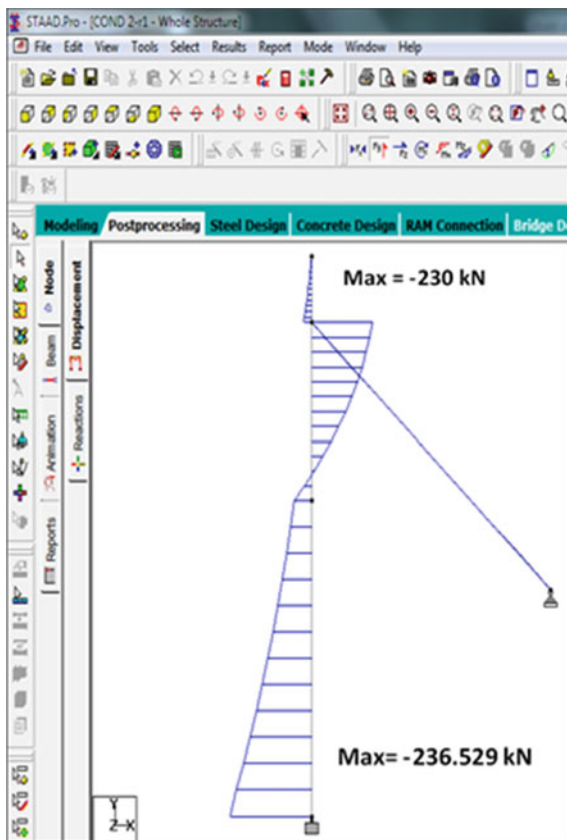 STAAD.Pro - [COND 2-r1 - Whole Structure]
File Edit View Tools Select Results Report Mode Window Help
Modeling Postprocessing Steel Design Concrete Design RAM Connection Bridge De
Node
Beam
Animation
Reports
Displacement
Reactions
Max = -230 kN
Max= -236.529 kN
Y
Z-X